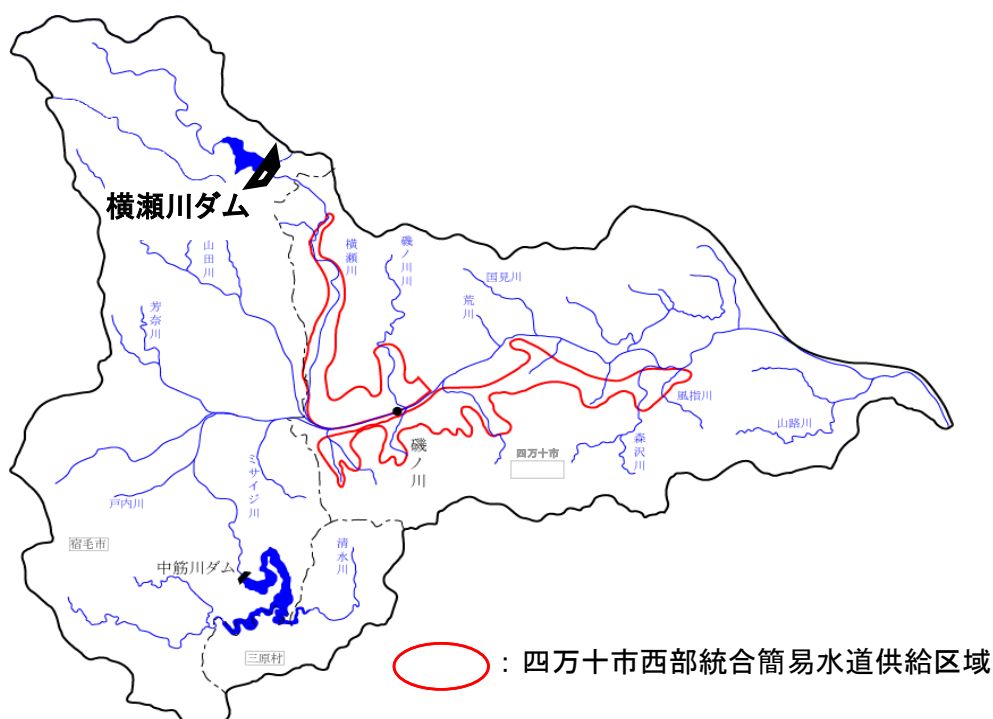 横瀬川ダム
山田川
横瀬川
磯ノ川川
国見川
荒川
芳奈川
風指川
山路川
森沢川
四万十市
磯ノ川
ミサイジ川
戸内川
宿毛市
中筋川ダム
清水川
三原村
：四万十市西部統合簡易水道供給区域